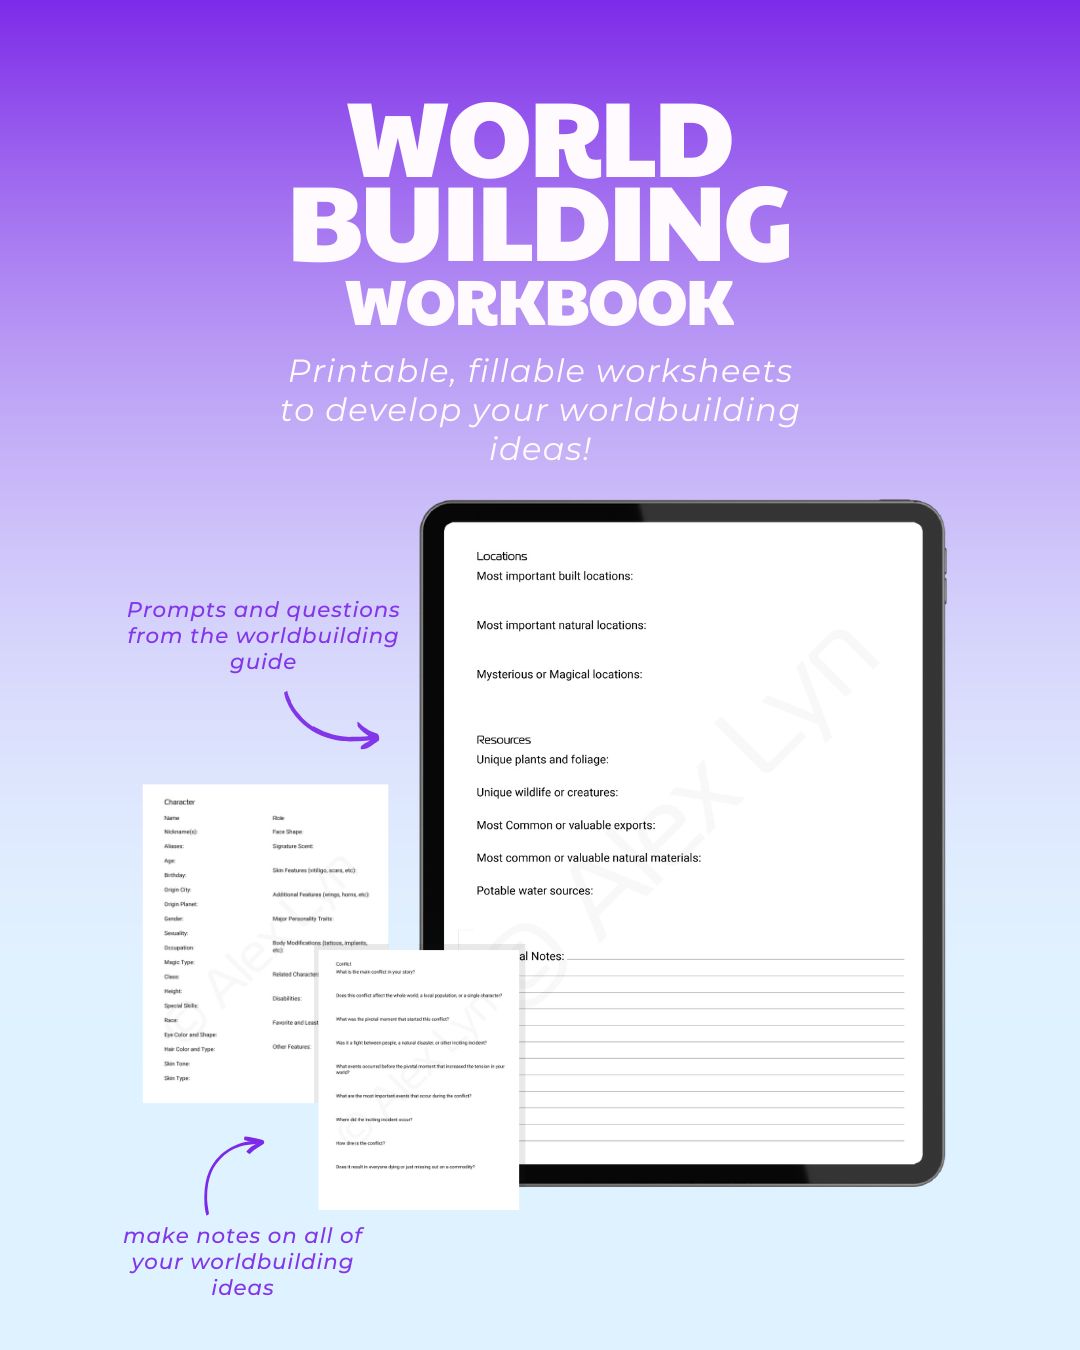 WORLD
BUILDING
WORKBOOK
Printable, fillable worksheets
to develop your worldbuilding
ideas!
Prompts and questions
from the worldbuilding
guide
Locations
Most important built locations:
Most important natural locations:
Mysterious or Magical locations:
Resources
Unique plants and foliage:
Unique wildlife or creatures:
Most Common or valuable exports:
Most common or valuable natural materials:
Potable water sources:
al Notes:
© Alex Lyn
Character
Name
Nickname(s):
Aliases:
Age:
Birthday:
Origin City:
Origin Planet:
Gender:
Sexuality:
Occupation:
Magic Type:
Class:
Height:
Special Skills:
Race:
Eye Color and Shape:
Hair Color and Type:
Skin Tone:
Skin Type:
Role
Face Shape:
Signature Scent:
Skin Features (vitiligo, scars, etc):
Additional Features (wings, horns, etc):
Major Personality Traits:
Body Modifications (tattoos, implants,
etc):
Related Character
Disabilities:
Favorite and Least
Other Features:
© Alex Lyn
Conflict
What is the main conflict in your story?
Does this conflict affect the whole world, a local population, or a single character?
What was the pivotal moment that started this conflict?
Was it a fight between people, a natural disaster, or other inciting incident?
What events occurred before the pivotal moment that increased the tension in your
world?
What are the most important events that occur during the conflict?
Where did the inciting incident occur?
How dire is the conflict?
Does it result in everyone dying or just missing out on a commodity?
© Alex Lyn
make notes on all of
your worldbuilding
ideas